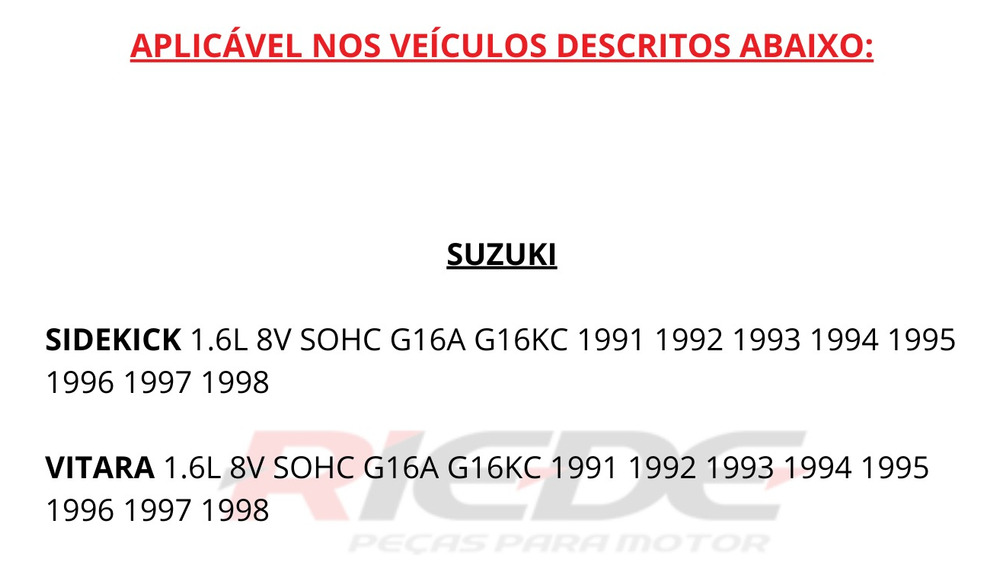 APLICÁVEL NOS VEÍCULOS DESCRITOS ABAIXO:
SUZUKI
SIDEKICK 1.6L 8V SOHC G16A G16KC 1991 1992 1993 1994 1995
1996 1997 1998
VITARA 1.6L 8V SOHC G16A G16KC 1991 1992 1993 1994 1995
1996 1997 1998
RIEDE
PEÇAS PARA MOTOR